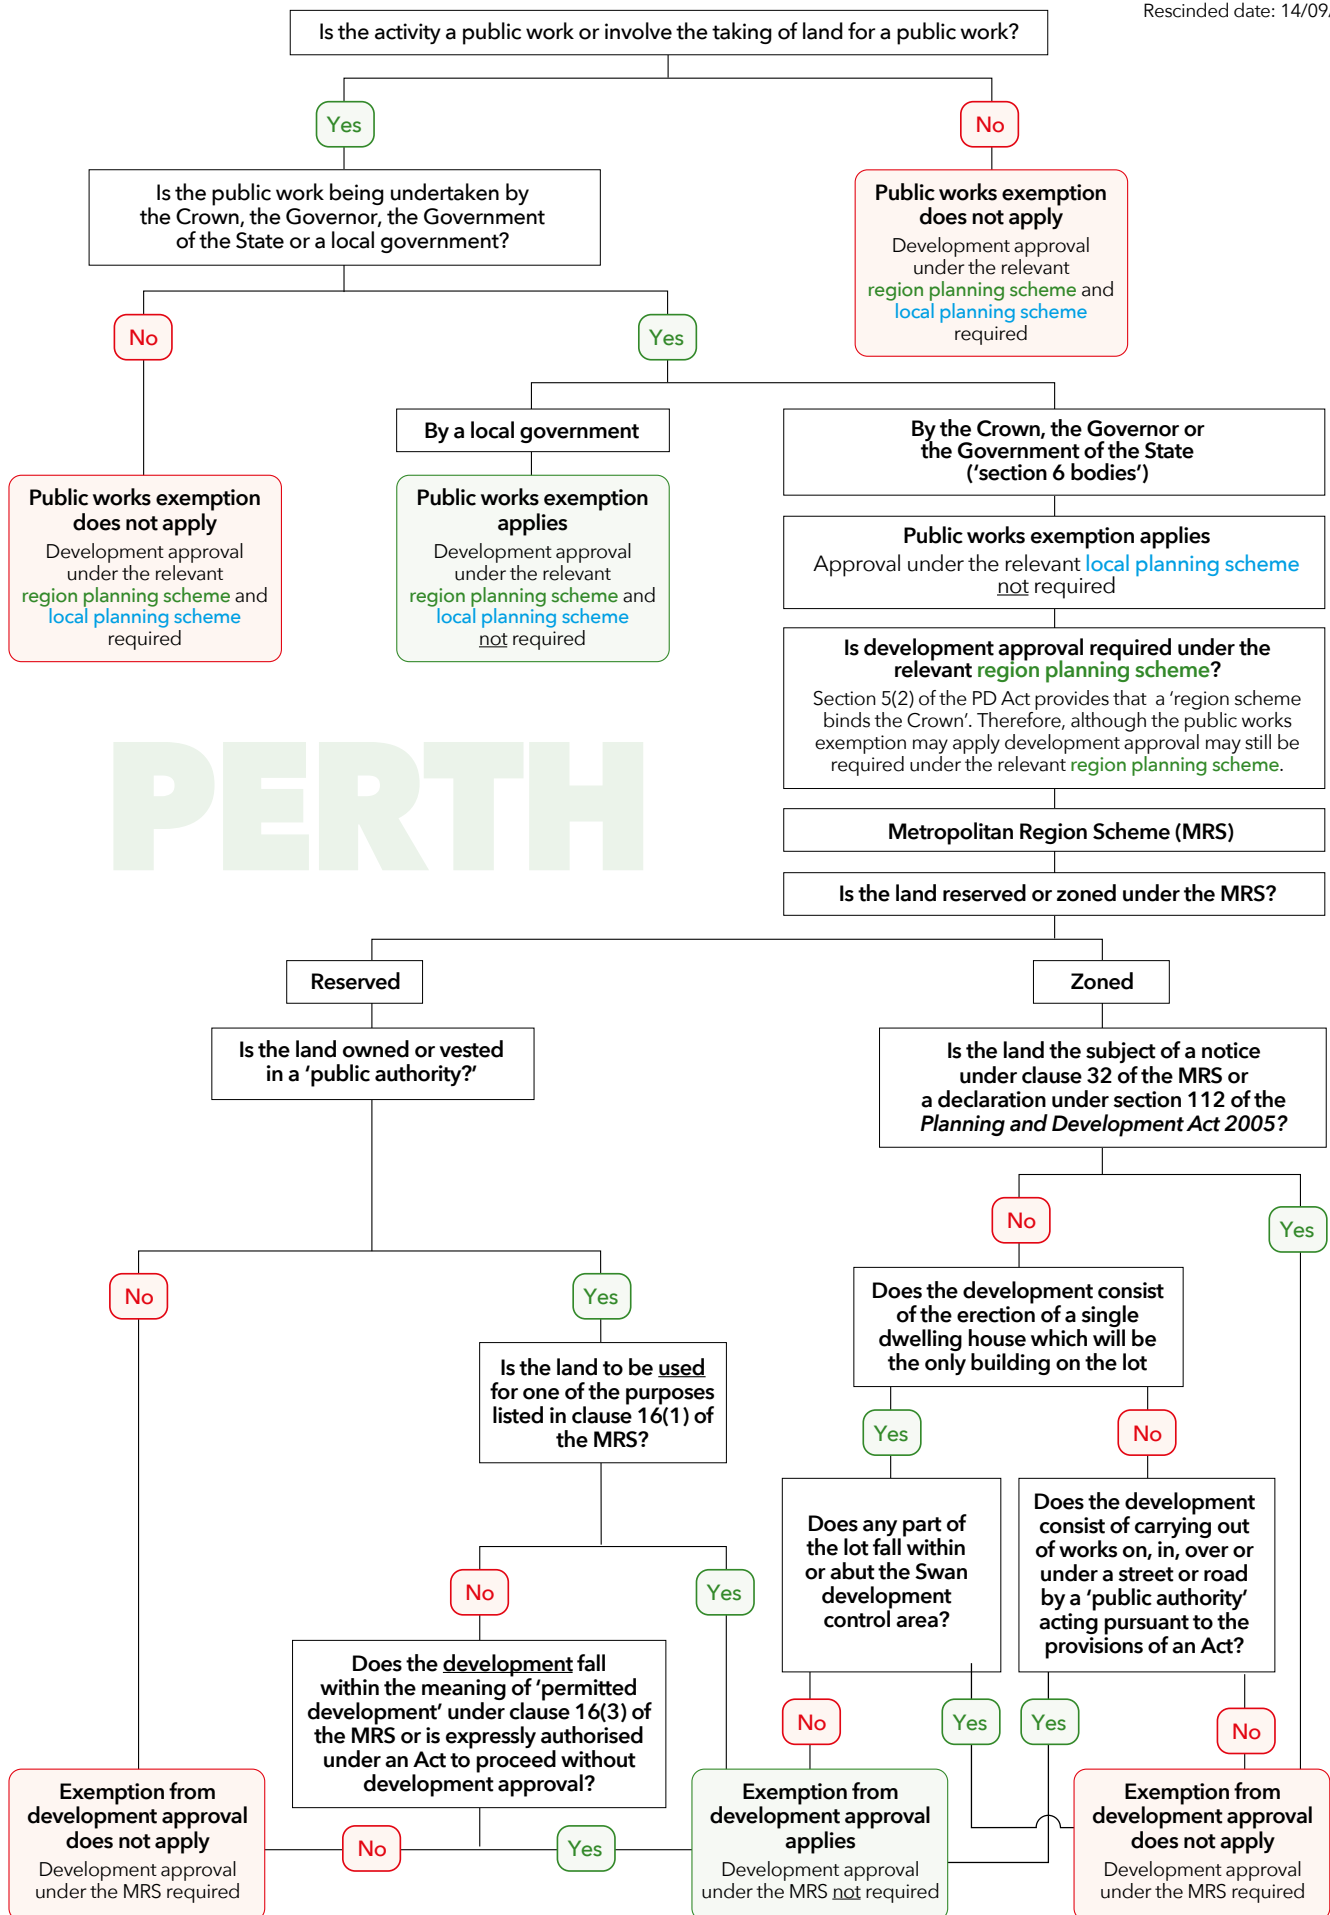 Rescinded date: 14/09/
Is the activity a public work or involve the taking of land for a public work?
Yes
No
Is the public work being undertaken by
the Crown, the Governor, the Government
of the State or a local government?
Public works exemption
does not apply
Development approval
under the relevant
region planning scheme and
local planning scheme
required
No
Yes
By a local government
By the Crown, the Governor or
the Government of the State
('section 6 bodies')
Public works exemption
does not apply
Development approval
under the relevant
region planning scheme and
local planning scheme
required
Public works exemption
applies
Development approval
under the relevant
region planning scheme and
local planning scheme
not required
Public works exemption applies
Approval under the relevant local planning scheme
not required
Is development approval required under the
relevant region planning scheme?
Section 5(2) of the PD Act provides that a 'region scheme
binds the Crown'. Therefore, although the public works
exemption may apply development approval may still be
required under the relevant region planning scheme.
PERTH
Metropolitan Region Scheme (MRS)
Is the land reserved or zoned under the MRS?
Reserved
Zoned
Is the land owned or vested
in a 'public authority?'
Is the land the subject of a notice
under clause 32 of the MRS or
a declaration under section 112 of the
Planning and Development Act 2005?
No
Yes
No
Yes
Does the development consist
of the erection of a single
dwelling house which will be
the only building on the lot
Is the land to be used
for one of the purposes
listed in clause 16(1) of
the MRS?
Yes
No
Does any part of
the lot fall within
or abut the Swan
development
control area?
Does the development
consist of carrying out
of works on, in, over or
under a street or road
by a 'public authority'
acting pursuant to the
provisions of an Act?
No
Yes
Does the development fall
within the meaning of 'permitted
development' under clause 16(3) of
the MRS or is expressly authorised
under an Act to proceed without
development approval?
No
Yes
Yes
No
Exemption from
development approval
does not apply
Development approval
under the MRS required
No
Yes
Exemption from
development approval
applies
Development approval
under the MRS not required
Exemption from
development approval
does not apply
Development approval
under the MRS required